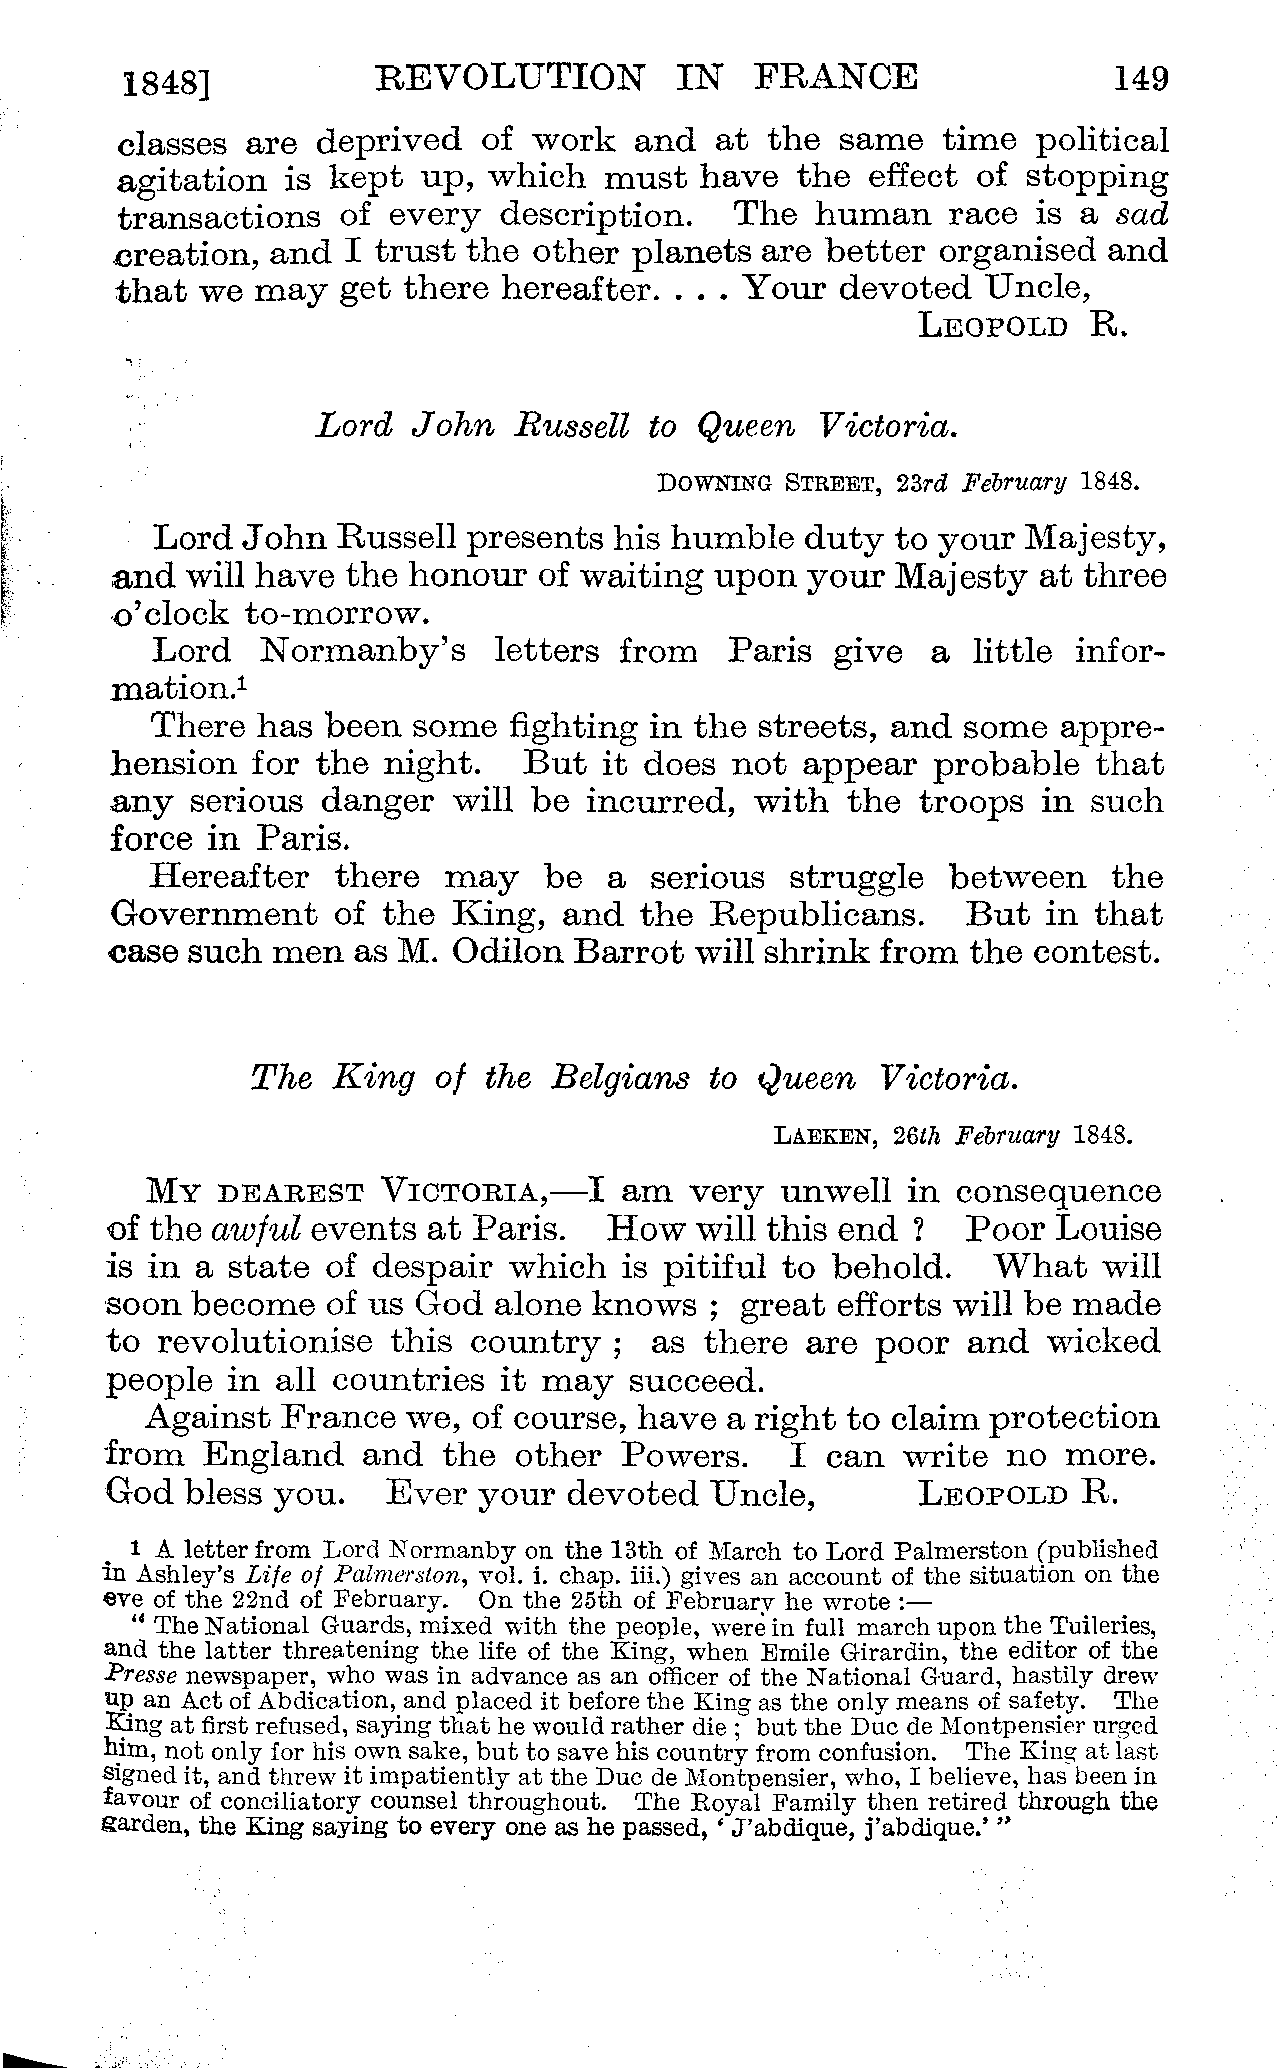 1848] REVOLUTION IN FRANCE 149
classes are deprived of work and at the same time political
agitation is kept up, which must have the effect of stopping
transactions of every description. The human race is a sad
creation, and I trust the other planets are better organised and
that we may get there hereafter. . . . Your devoted Uncle,
LEOPOLD R.
Lord John Russell to Queen Victoria.
DOWNING STREET, 23rd February 1848.
Lord John Russell presents his humble duty to your Majesty,
and will have the honour of waiting upon your Majesty at three
o'clock to-morrow.
Lord Normanby's letters from Paris give a little infor-
mation.¹
There has been some fighting in the streets, and some appre-
hension for the night. But it does not appear probable that
any serious danger will be incurred, with the troops in such
force in Paris.
Hereafter there may be a serious struggle between the
Government of the King, and the Republicans. But in that
case such men as M. Odilon Barrot will shrink from the contest.
The King of the Belgians to Queen Victoria.
LAEKEN, 26th February 1848.
MY DEAREST VICTORIA,—I am very unwell in consequence
of the awful events at Paris. How will this end ? Poor Louise
is in a state of despair which is pitiful to behold. What will
soon become of us God alone knows ; great efforts will be made
to revolutionise this country ; as there are poor and wicked
people in all countries it may succeed.
Against France we, of course, have a right to claim protection
from England and the other Powers. I can write no more.
God bless you. Ever your devoted Uncle, LEOPOLD R.
1 A letter from Lord Normanby on the 13th of March to Lord Palmerston (published
in Ashley's Life of Palmerston, vol. i. chap. iii.) gives an account of the situation on the
eve of the 22nd of February. On the 25th of February he wrote :—
" The National Guards, mixed with the people, were in full march upon the Tuileries,
and the latter threatening the life of the King, when Emile Girardin, the editor of the
Presse newspaper, who was in advance as an officer of the National Guard, hastily drew
up an Act of Abdication, and placed it before the King as the only means of safety. The
King at first refused, saying that he would rather die ; but the Duc de Montpensier urged
him, not only for his own sake, but to save his country from confusion. The King at last
signed it, and threw it impatiently at the Duc de Montpensier, who, I believe, has been in
favour of conciliatory counsel throughout. The Royal Family then retired through the
garden, the King saying to every one as he passed, ' J'abdique, j'abdique.' "